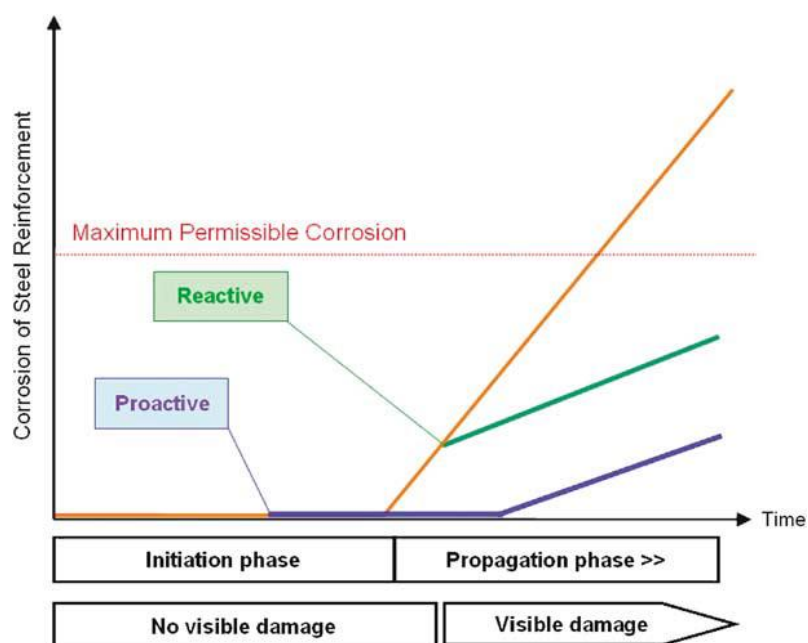 Corrosion of Steel Reinforcement
Maximum Permissible Corrosion
Reactive
Proactive
Time
Initiation phase
Propagation phase >>
No visible damage
Visible damage